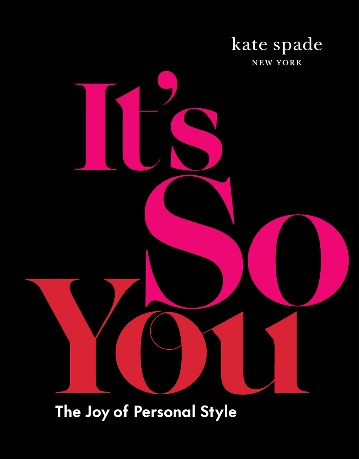 kate spade
NEW YORK
It's
So
You
The Joy of Personal Style